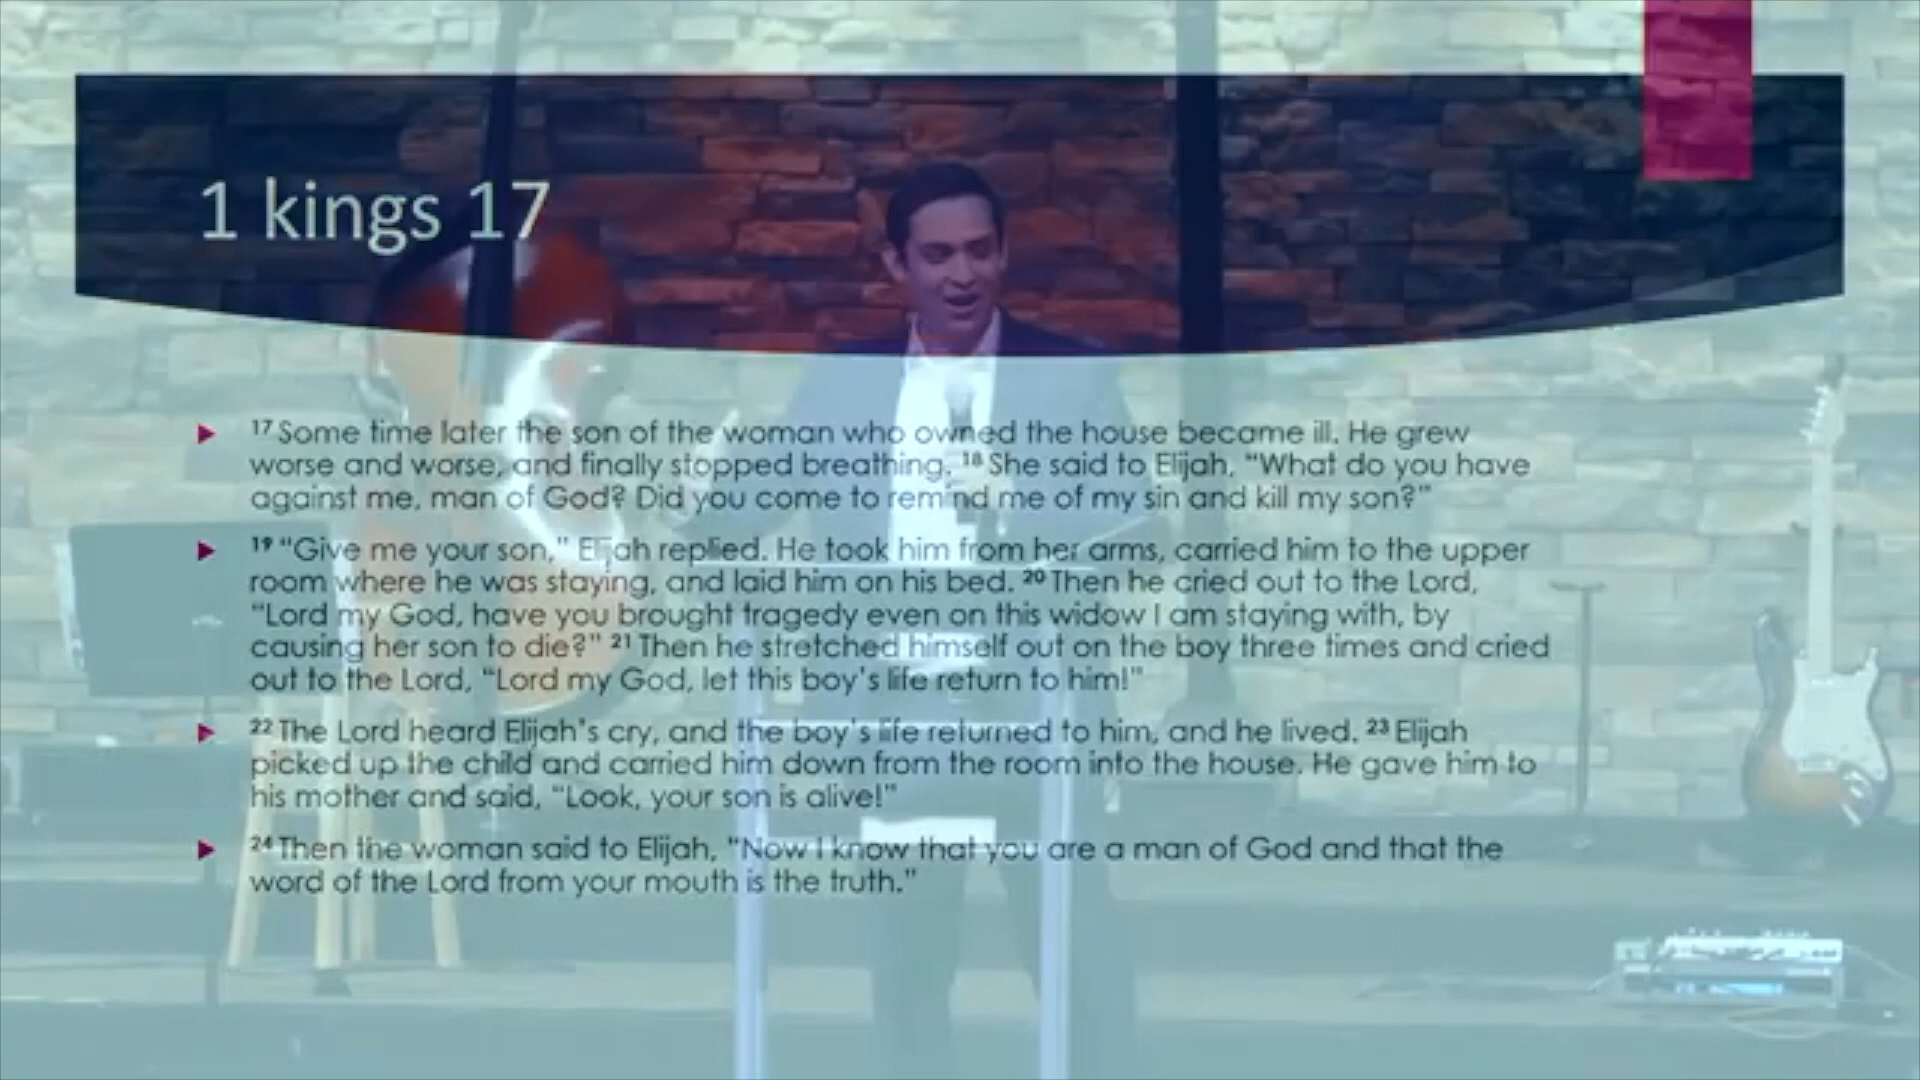 1 kings 17
17 Some time later the son of the woman who owned the house became ill. He grew
worse and worse, and finally stopped breathing. 18 She said to Elijah, “What do you have
against me, man of God? Did you come to remind me of my sin and kill my son?”
19 “Give me your son,” Elijah replied. He took him from her arms, carried him to the upper
room where he was staying, and laid him on his bed. 20 Then he cried out to the Lord,
“Lord my God, have you brought tragedy even on this widow I am staying with, by
causing her son to die?” 21 Then he stretched himself out on the boy three times and cried
out to the Lord, “Lord my God, let this boy’s life return to him!”
22 The Lord heard Elijah’s cry, and the boy’s life returned to him, and he lived. 23 Elijah
picked up the child and carried him down from the room into the house. He gave him to
his mother and said, “Look, your son is alive!”
24 Then the woman said to Elijah, “Now I know that you are a man of God and that the
word of the Lord from your mouth is the truth.”